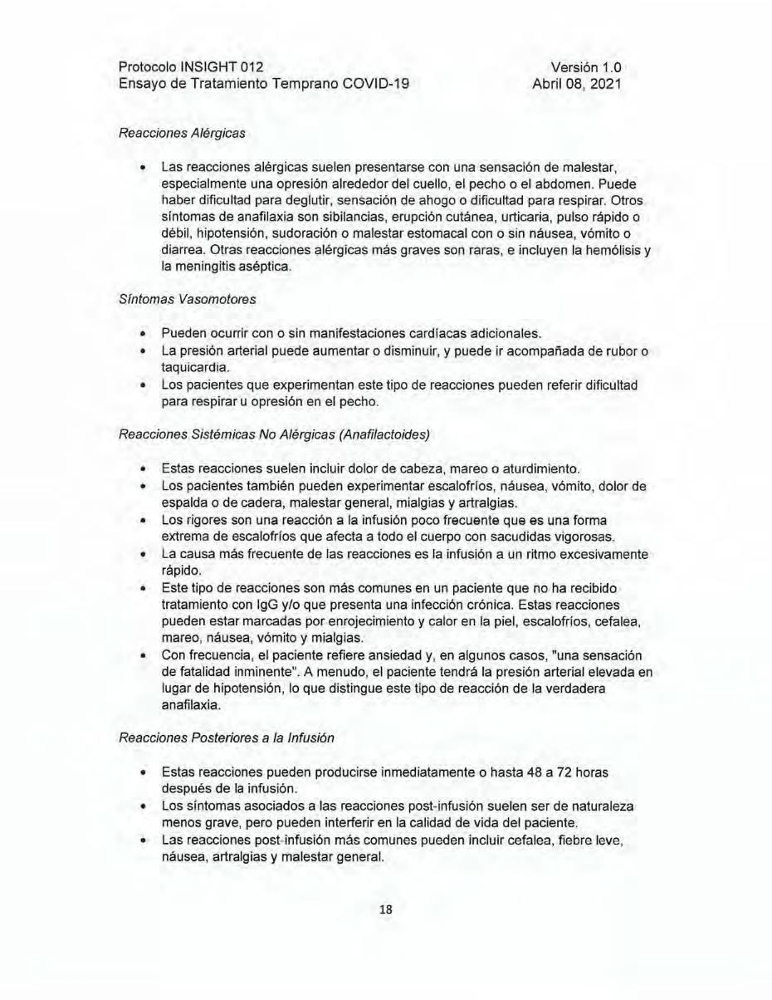 Protocolo INSIGHT 012 Versión 1.0
Ensayo de Tratamiento Temprano COVID-19 Abril 08, 2021
Reacciones Alérgicas
• Las reacciones alérgicas suelen presentarse con una sensación de malestar,
especialmente una opresión alrededor del cuello, el pecho o el abdomen. Puede
haber dificultad para deglutir, sensación de ahogo o dificultad para respirar. Otros
síntomas de anafilaxia son sibilancias, erupción cutánea, urticaria, pulso rápido o
débil, hipotensión, sudoración o malestar estomacal con o sin náusea, vómito o
diarrea. Otras reacciones alérgicas más graves son raras, e incluyen la hemólisis y
la meningitis aséptica.
Síntomas Vasomotores
• Pueden ocurrir con o sin manifestaciones cardíacas adicionales.
• La presión arterial puede aumentar o disminuir, y puede ir acompañada de rubor o
taquicardia.
• Los pacientes que experimentan este tipo de reacciones pueden referir dificultad
para respirar u opresión en el pecho.
Reacciones Sistémicas No Alérgicas (Anafilactoides)
• Estas reacciones suelen incluir dolor de cabeza, mareo o aturdimiento.
• Los pacientes también pueden experimentar escalofríos, náusea, vómito, dolor de
espalda o de cadera, malestar general, mialgias y artralgias.
• Los rigores son una reacción a la infusión poco frecuente que es una forma
extrema de escalofríos que afecta a todo el cuerpo con sacudidas vigorosas.
• La causa más frecuente de las reacciones es la infusión a un ritmo excesivamente
rápido.
• Este tipo de reacciones son más comunes en un paciente que no ha recibido
tratamiento con IgG y/o que presenta una infección crónica. Estas reacciones
pueden estar marcadas por enrojecimiento y calor en la piel, escalofríos, cefalea,
mareo, náusea, vómito y mialgias.
• Con frecuencia, el paciente refiere ansiedad y, en algunos casos, "una sensación
de fatalidad inminente". A menudo, el paciente tendrá la presión arterial elevada en
lugar de hipotensión, lo que distingue este tipo de reacción de la verdadera
anafilaxia.
Reacciones Posteriores a la Infusión
• Estas reacciones pueden producirse inmediatamente o hasta 48 a 72 horas
después de la infusión.
• Los síntomas asociados a las reacciones post-infusión suelen ser de naturaleza
menos grave, pero pueden interferir en la calidad de vida del paciente.
• Las reacciones post-infusión más comunes pueden incluir cefalea, fiebre leve,
náusea, artralgias y malestar general.
18